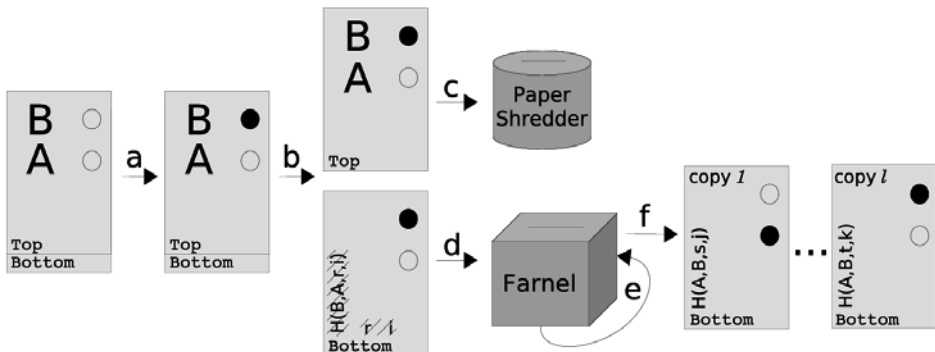 B
A
Top
Bottom
a
B
A
Top
Bottom
b
B
A
Top
c
Paper
Shredder
H(B,A,r,i)
r i
Bottom
d
Farnel
e
f
copy 1
H(A,B,s,j)
Bottom
...
copy l
H(A,B,t,k)
Bottom